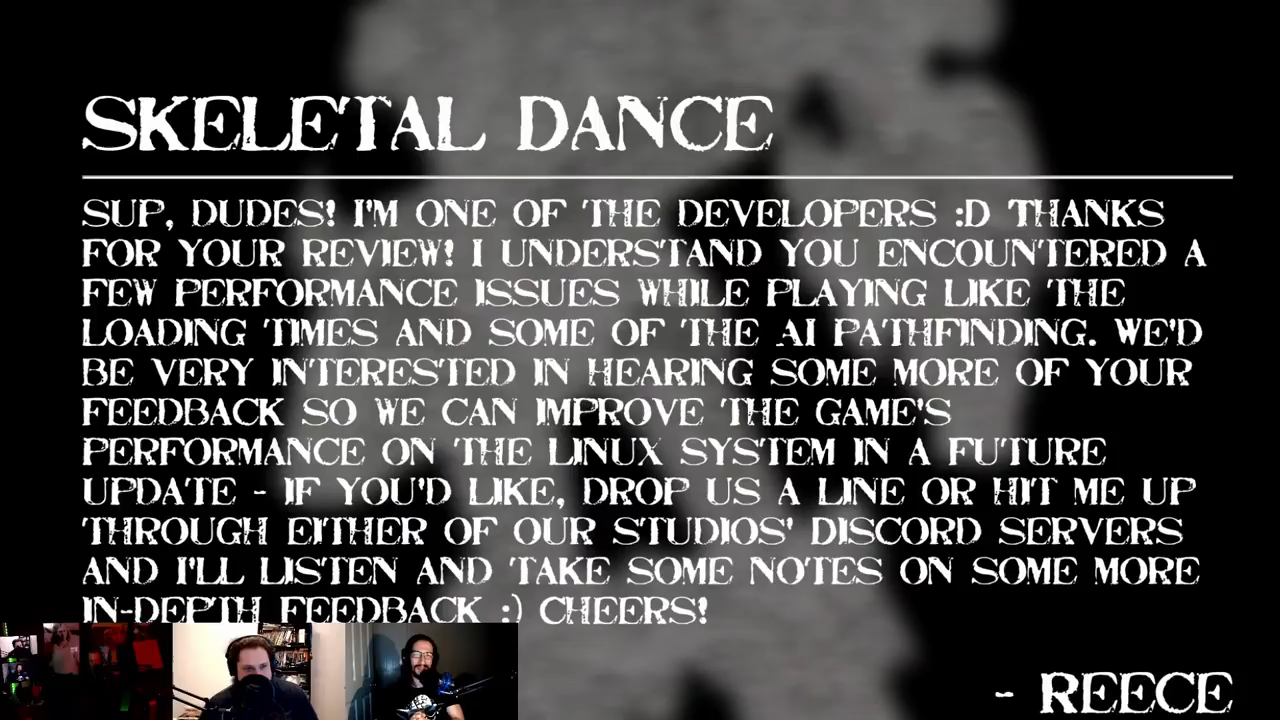 SKELETAL DANCE
SUP, DUDES! I'M ONE OF THE DEVELOPERS :D THANKS
FOR YOUR REVIEW! I UNDERSTAND YOU ENCOUNTERED A
FEW PERFORMANCE ISSUES WHILE PLAYING LIKE THE
LOADING TIMES AND SOME OF THE AI PATHFINDING. WE'D
BE VERY INTERESTED IN HEARING SOME MORE OF YOUR
FEEDBACK SO WE CAN IMPROVE THE GAME'S
PERFORMANCE ON THE LINUX SYSTEM IN A FUTURE
UPDATE - IF YOU'D LIKE, DROP US A LINE OR HIT ME UP
THROUGH EITHER OF OUR STUDIOS' DISCORD SERVERS
AND I'LL LISTEN AND TAKE SOME NOTES ON SOME MORE
IN-DEPTH FEEDBACK :) CHEERS!
- REECE